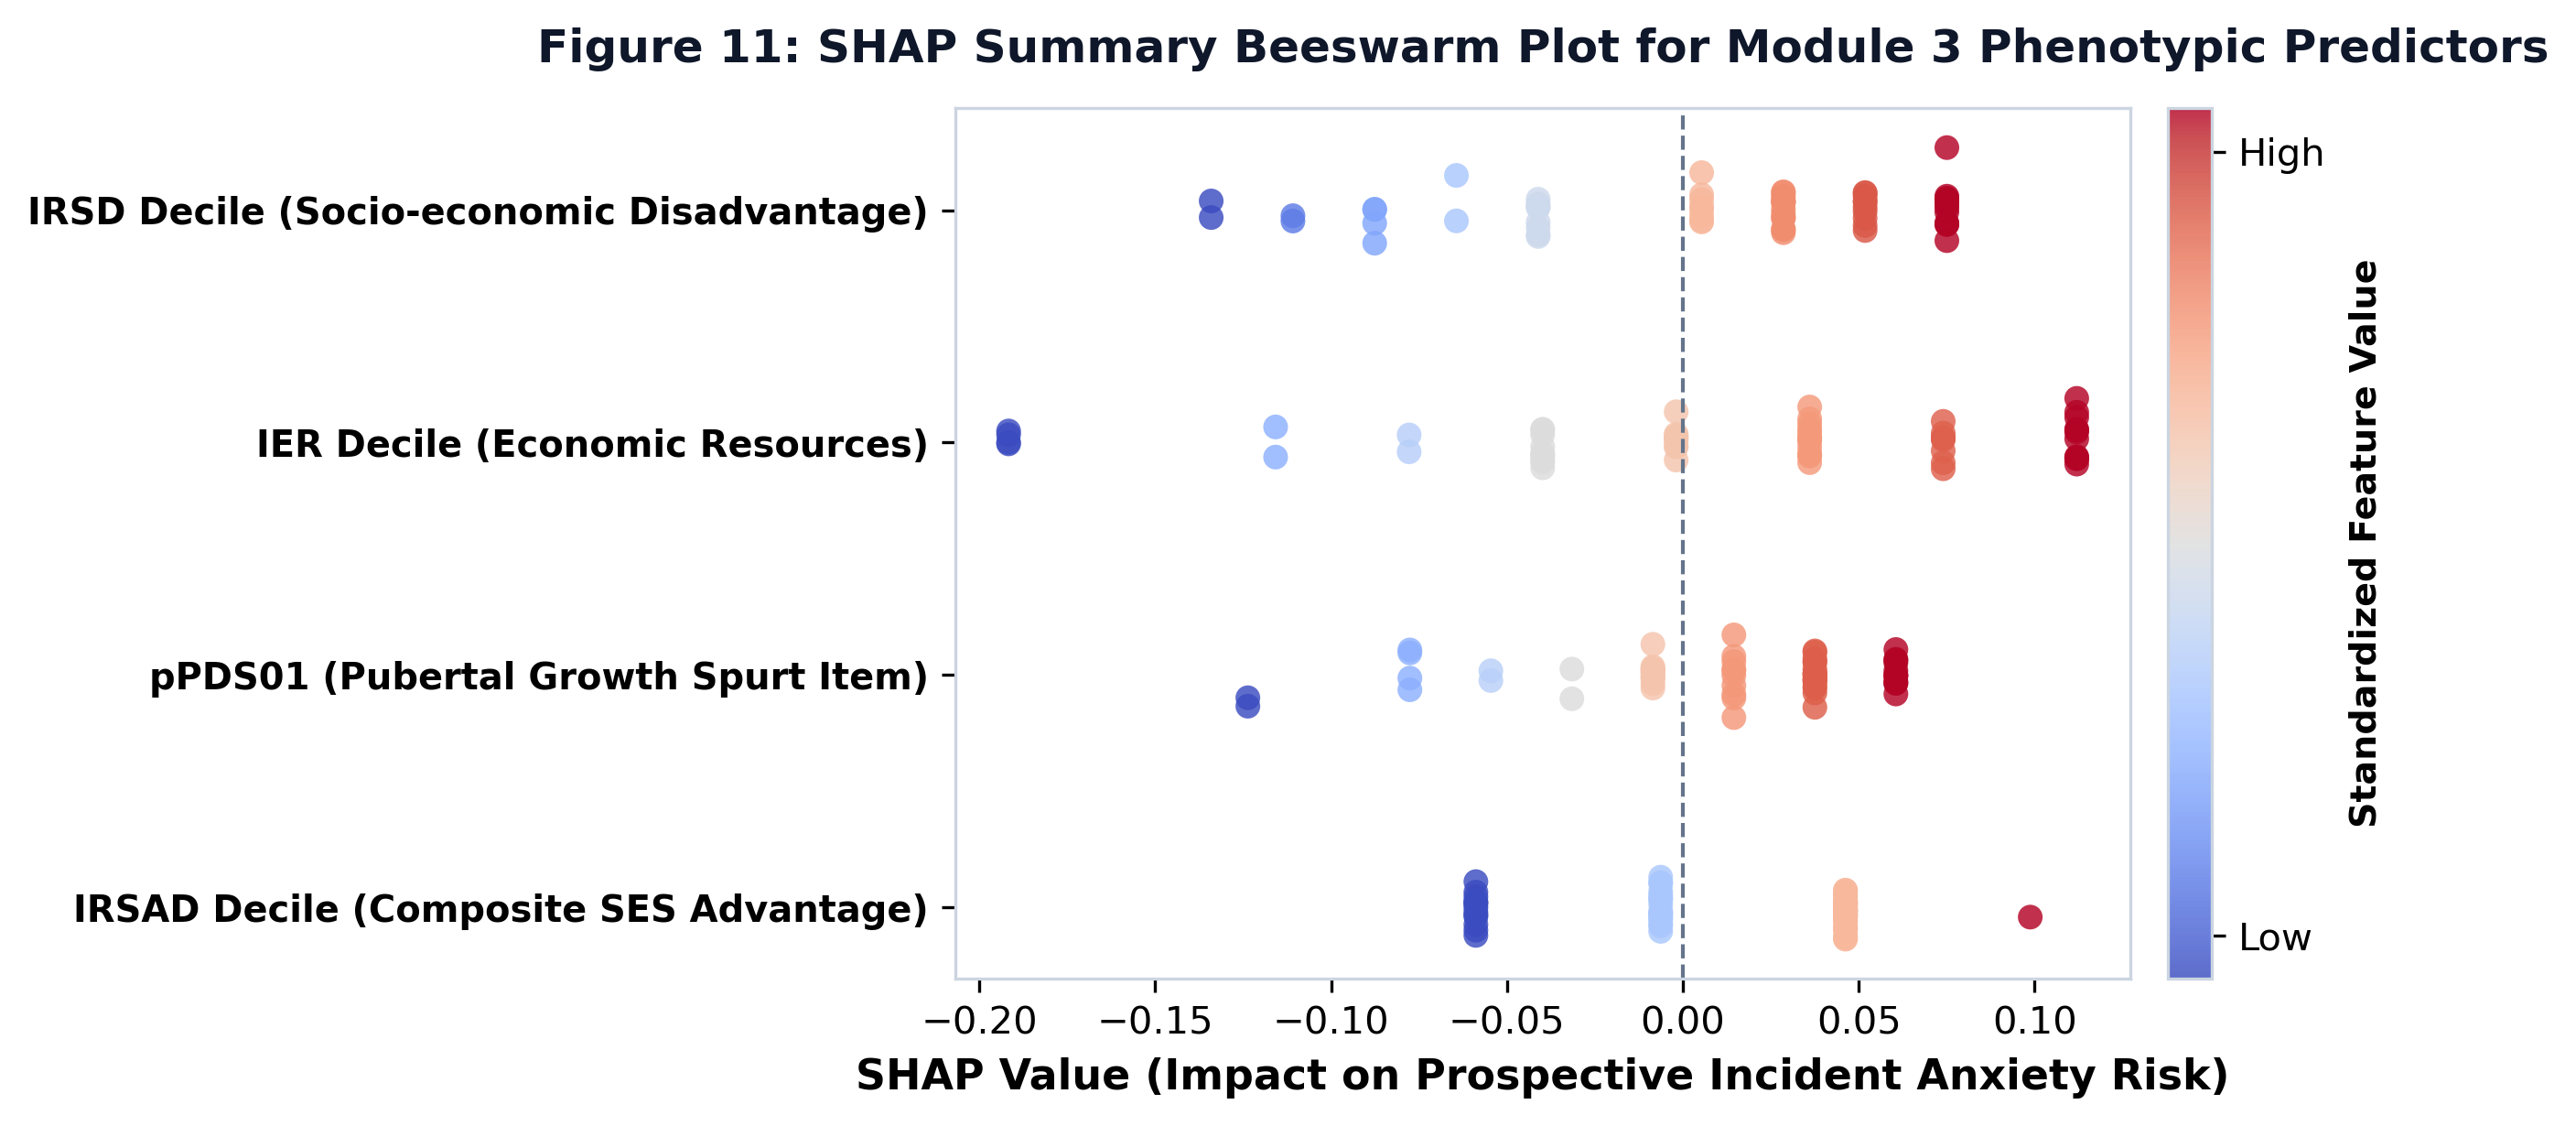 Figure 11: SHAP Summary Beeswarm Plot for Module 3 Phenotypic Predictors
IRSD Decile (Socio-economic Disadvantage)
IER Decile (Economic Resources)
pPDS01 (Pubertal Growth Spurt Item)
IRSAD Decile (Composite SES Advantage)
−0.20
−0.15
−0.10
−0.05
0.00
0.05
0.10
SHAP Value (Impact on Prospective Incident Anxiety Risk)
High
Low
Standardized Feature Value